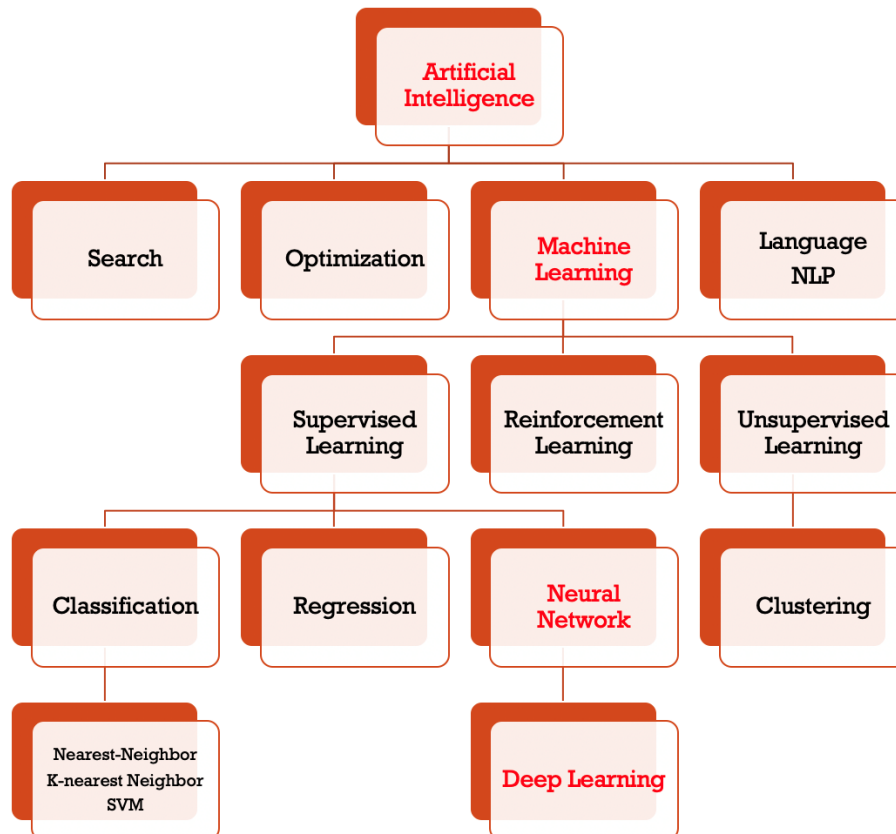 Artificial
Intelligence
Search
Optimization
Machine
Learning
Language
NLP
Supervised
Learning
Reinforcement
Learning
Unsupervised
Learning
Classification
Regression
Neural
Network
Clustering
Nearest-Neighbor
K-nearest Neighbor
SVM
Deep Learning